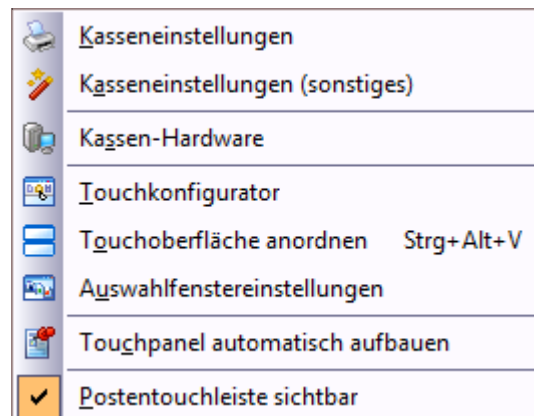 Kasseneinstellungen
Kasseneinstellungen (sonstiges)
Kassen-Hardware
Touchkonfigurator
Touchoberfläche anordnen Strg+Alt+V
Auswahlfenstereinstellungen
Touchpanel automatisch aufbauen
Postentouchleiste sichtbar